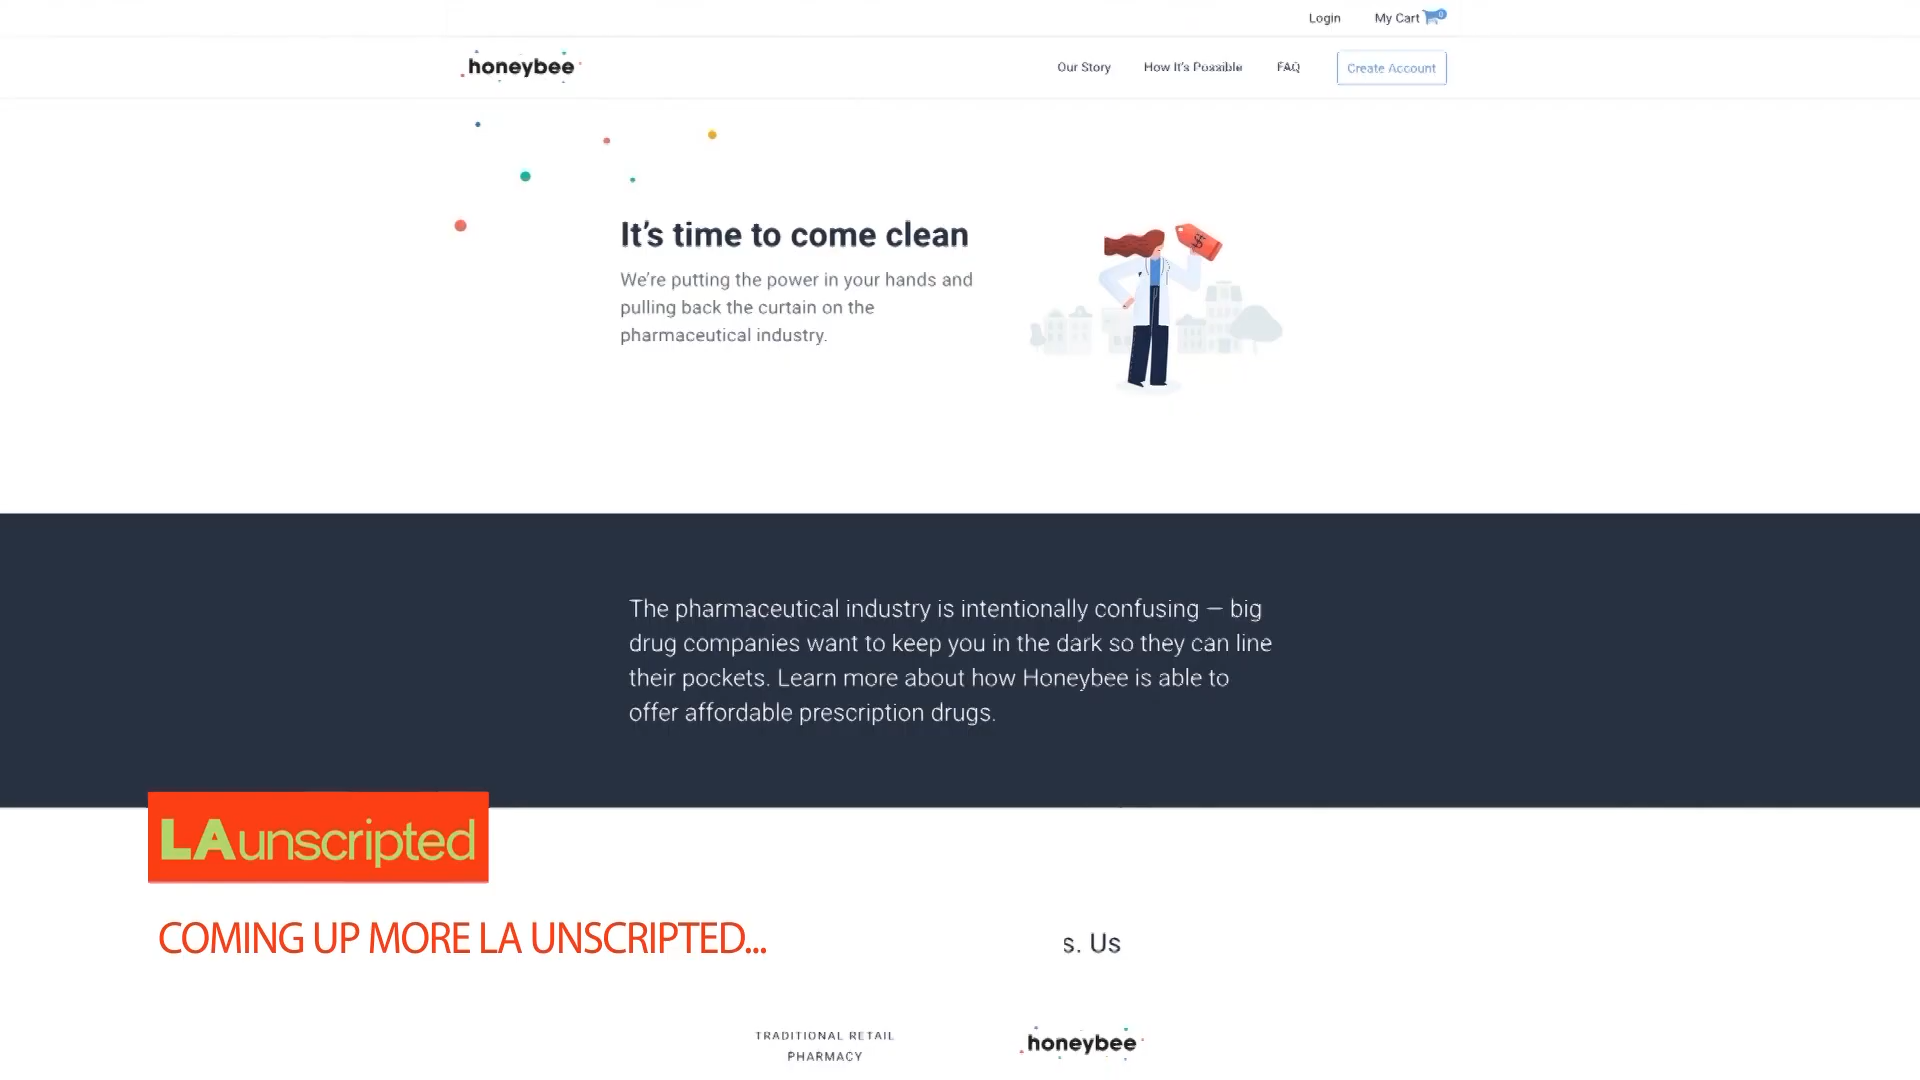 Login My Cart 0
honeybee Our Story How It's Possible FAQ Create Account
It's time to come clean
We're putting the power in your hands and
pulling back the curtain on the
pharmaceutical industry.
$
The pharmaceutical industry is intentionally confusing — big
drug companies want to keep you in the dark so they can line
their pockets. Learn more about how Honeybee is able to
offer affordable prescription drugs.
LAunscripted
COMING UP MORE LA UNSCRIPTED...
s. Us
TRADITIONAL RETAIL
PHARMACY
honeybee